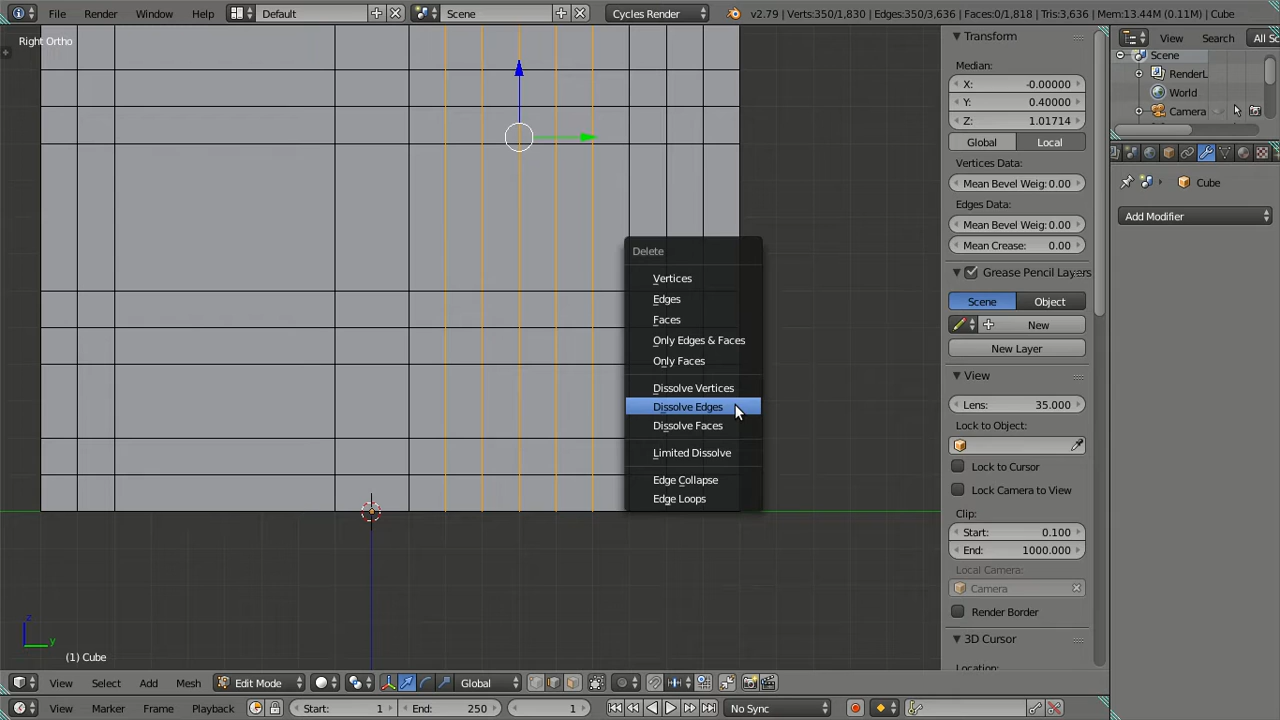 File Render Window Help Default Scene Cycles Render v2.79 | Verts:350/1,830 | Edges:350/3,636 | Faces:0/1,818 | Tris:3,636 | Mem:13.44M (0.11M) | Cube
Right Ortho
Delete
Vertices
Edges
Faces
Only Edges & Faces
Only Faces
Dissolve Vertices
Dissolve Edges
Dissolve Faces
Limited Dissolve
Edge Collapse
Edge Loops
z
y
(1) Cube
Transform
Median:
X: -0.00000
Y: 0.40000
Z: 1.01714
Global Local
Vertices Data:
Mean Bevel Weig: 0.00
Edges Data:
Mean Bevel Weig: 0.00
Mean Crease: 0.00
Grease Pencil Layers
Scene Object
New
New Layer
View
Lens: 35.000
Lock to Object:
Lock to Cursor
Lock Camera to View
Clip:
Start: 0.100
End: 1000.000
Local Camera:
Camera
Render Border
3D Cursor
Location:
View Search All Sc
Scene
RenderL
World
Camera
Cube
Add Modifier
View Select Add Mesh Edit Mode Global
View Marker Frame Playback Start: 1 End: 250 1 No Sync